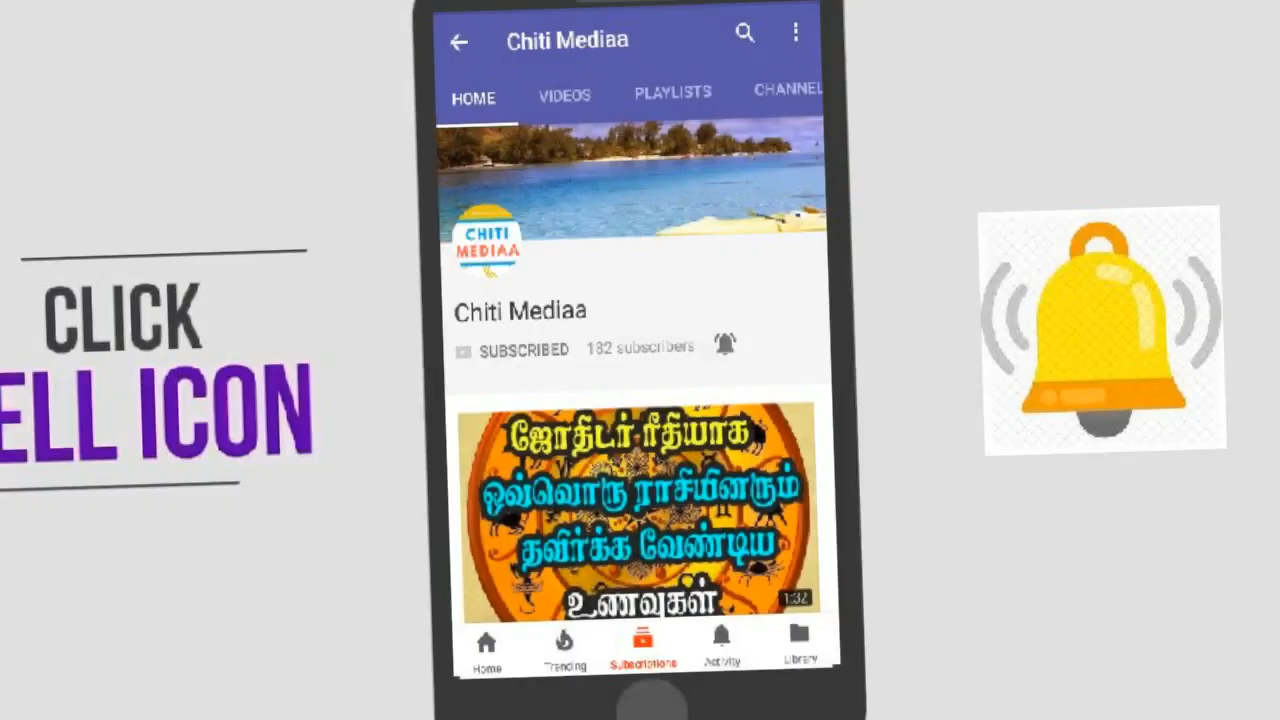 Chiti Mediaa
HOME VIDEOS PLAYLISTS CHANNEL
CHITI
MEDIAA
CLICK
ELL ICON
Chiti Mediaa
SUBSCRIBED 182 subscribers
ஜோதிடர் ரீதியாக
ஒவ்வொரு ராசியினரும்
தவிர்க்க வேண்டிய
உணவுகள்
1:32
Home Trending Subscriptions Activity Library